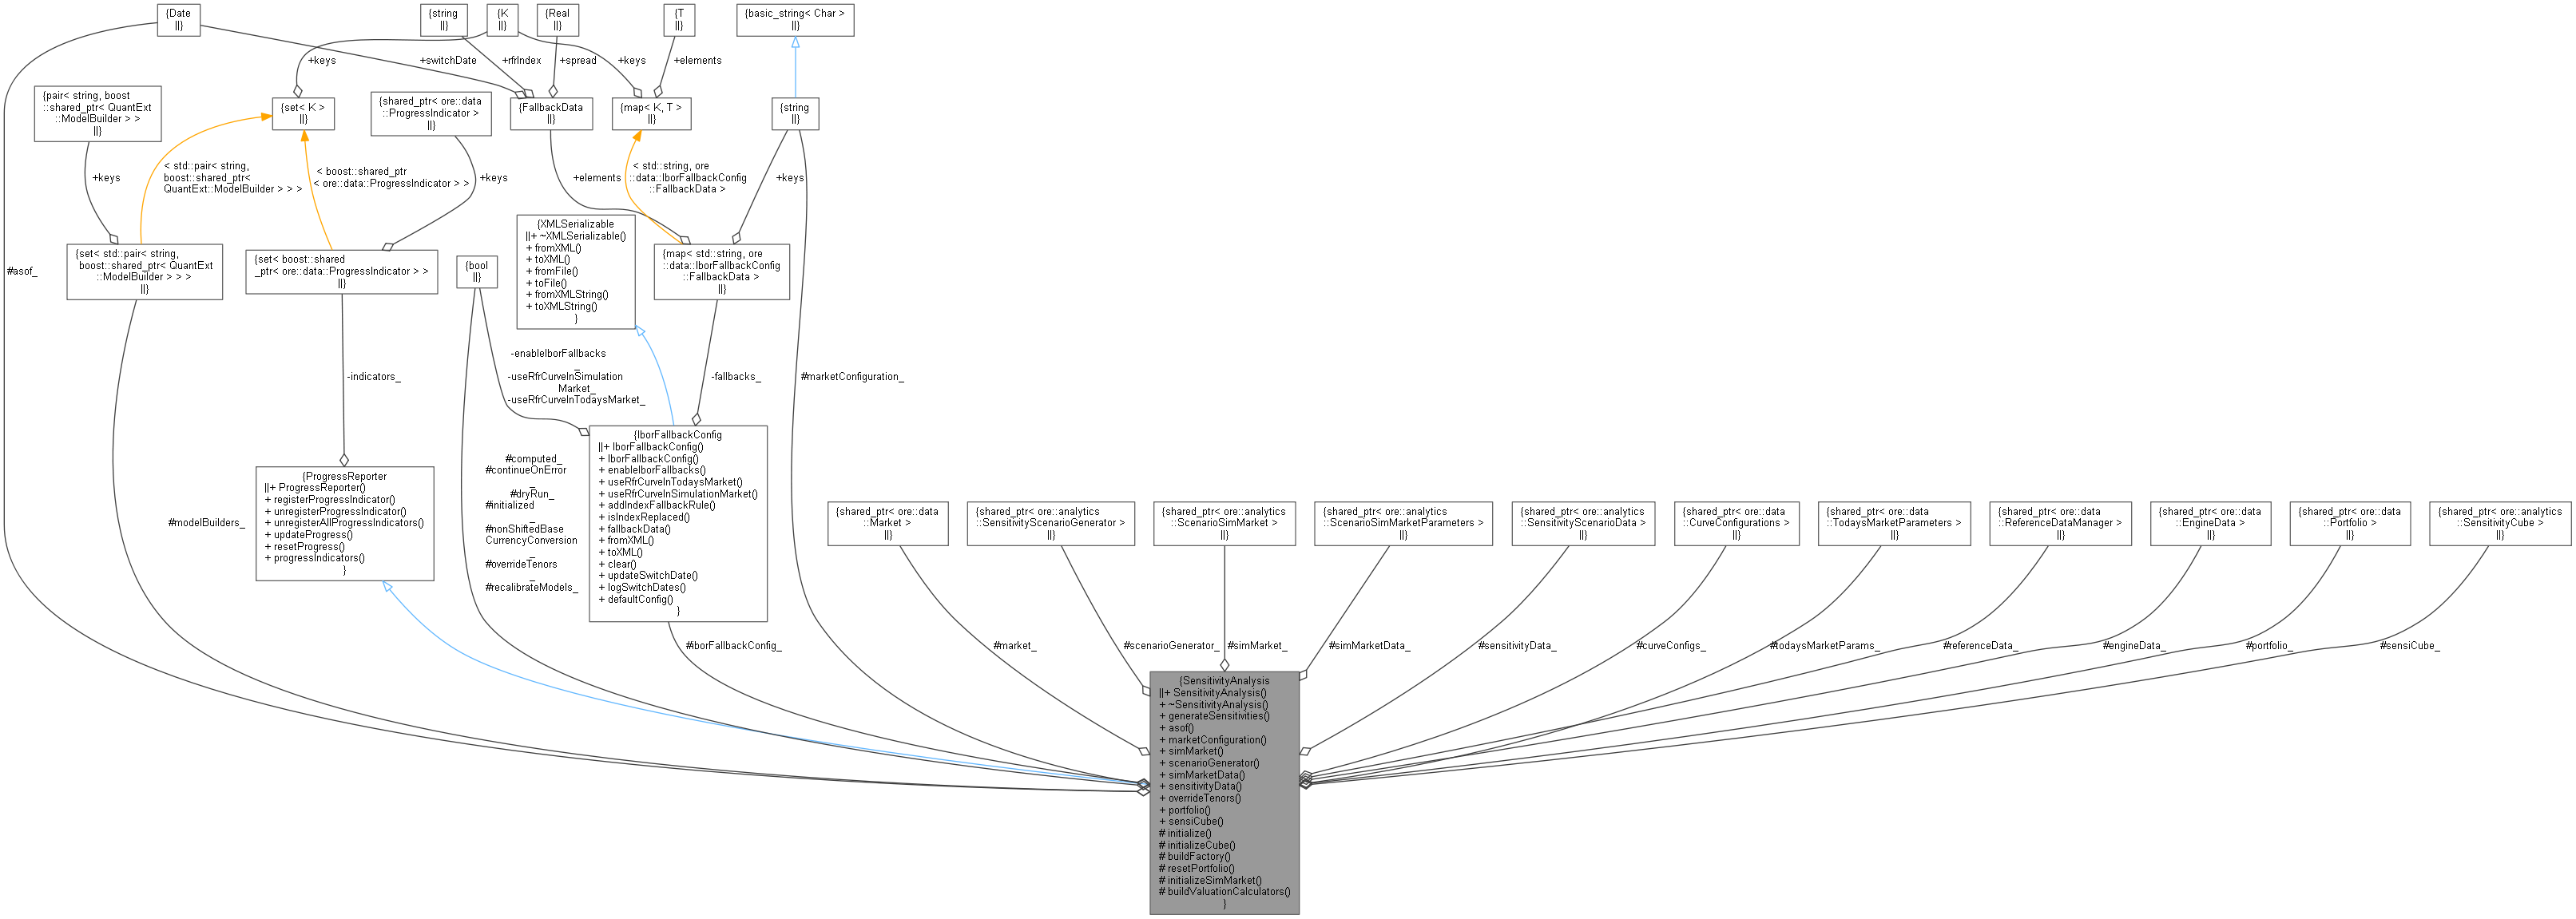 {Date
||}
{string
||}
{K
||}
{Real
||}
{T
||}
{basic_string< Char >
||}
+keys
+switchDate
+rfrIndex
+spread
+keys
+elements
{pair< string, boost
::shared_ptr< QuantExt
::ModelBuilder > >
||}
{set< K >
||}
{shared_ptr< ore::data
::ProgressIndicator >
||}
{FallbackData
||}
{map< K, T >
||}
{string
||}
+keys
< std::pair< string,
boost::shared_ptr<
QuantExt::ModelBuilder > > >
< boost::shared_ptr
< ore::data::ProgressIndicator > >
+keys
+elements
< std::string, ore
::data::IborFallbackConfig
::FallbackData >
+keys
#asof_
{set< std::pair< string,
boost::shared_ptr< QuantExt
::ModelBuilder > > >
||}
{set< boost::shared
_ptr< ore::data::ProgressIndicator > >
||}
{bool
||}
{XMLSerializable
||+ ~XMLSerializable()
+ fromXML()
+ toXML()
+ fromFile()
+ toFile()
+ fromXMLString()
+ toXMLString()
}
{map< std::string, ore
::data::IborFallbackConfig
::FallbackData >
||}
-indicators_
-enableIborFallbacks
_
-useRfrCurveInSimulation
Market_
-useRfrCurveInTodaysMarket_
-fallbacks_
#marketConfiguration_
{ProgressReporter
||+ ProgressReporter()
+ registerProgressIndicator()
+ unregisterProgressIndicator()
+ unregisterAllProgressIndicators()
+ updateProgress()
+ resetProgress()
+ progressIndicators()
}
#modelBuilders_
#computed_
#continueOnError
_
#dryRun_
#initialized
_
#nonShiftedBase
CurrencyConversion
_
#overrideTenors
_
#recalibrateModels_
{IborFallbackConfig
||+ IborFallbackConfig()
+ IborFallbackConfig()
+ enableIborFallbacks()
+ useRfrCurveInTodaysMarket()
+ useRfrCurveInSimulationMarket()
+ addIndexFallbackRule()
+ isIndexReplaced()
+ fallbackData()
+ fromXML()
+ toXML()
+ clear()
+ updateSwitchDate()
+ logSwitchDates()
+ defaultConfig()
}
{shared_ptr< ore::data
::Market >
||}
{shared_ptr< ore::analytics
::SensitivityScenarioGenerator >
||}
{shared_ptr< ore::analytics
::ScenarioSimMarket >
||}
{shared_ptr< ore::analytics
::ScenarioSimMarketParameters >
||}
{shared_ptr< ore::analytics
::SensitivityScenarioData >
||}
{shared_ptr< ore::data
::CurveConfigurations >
||}
{shared_ptr< ore::data
::TodaysMarketParameters >
||}
{shared_ptr< ore::data
::ReferenceDataManager >
||}
{shared_ptr< ore::data
::EngineData >
||}
{shared_ptr< ore::data
::Portfolio >
||}
{shared_ptr< ore::analytics
::SensitivityCube >
||}
#iborFallbackConfig_
#market_
#scenarioGenerator_
#simMarket_
#simMarketData_
#sensitivityData_
#curveConfigs_
#todaysMarketParams_
#referenceData_
#engineData_
#portfolio_
#sensiCube_
{SensitivityAnalysis
||+ SensitivityAnalysis()
+ ~SensitivityAnalysis()
+ generateSensitivities()
+ asof()
+ marketConfiguration()
+ simMarket()
+ scenarioGenerator()
+ simMarketData()
+ sensitivityData()
+ overrideTenors()
+ portfolio()
+ sensiCube()
# initialize()
# initializeCube()
# buildFactory()
# resetPortfolio()
# initializeSimMarket()
# buildValuationCalculators()
}